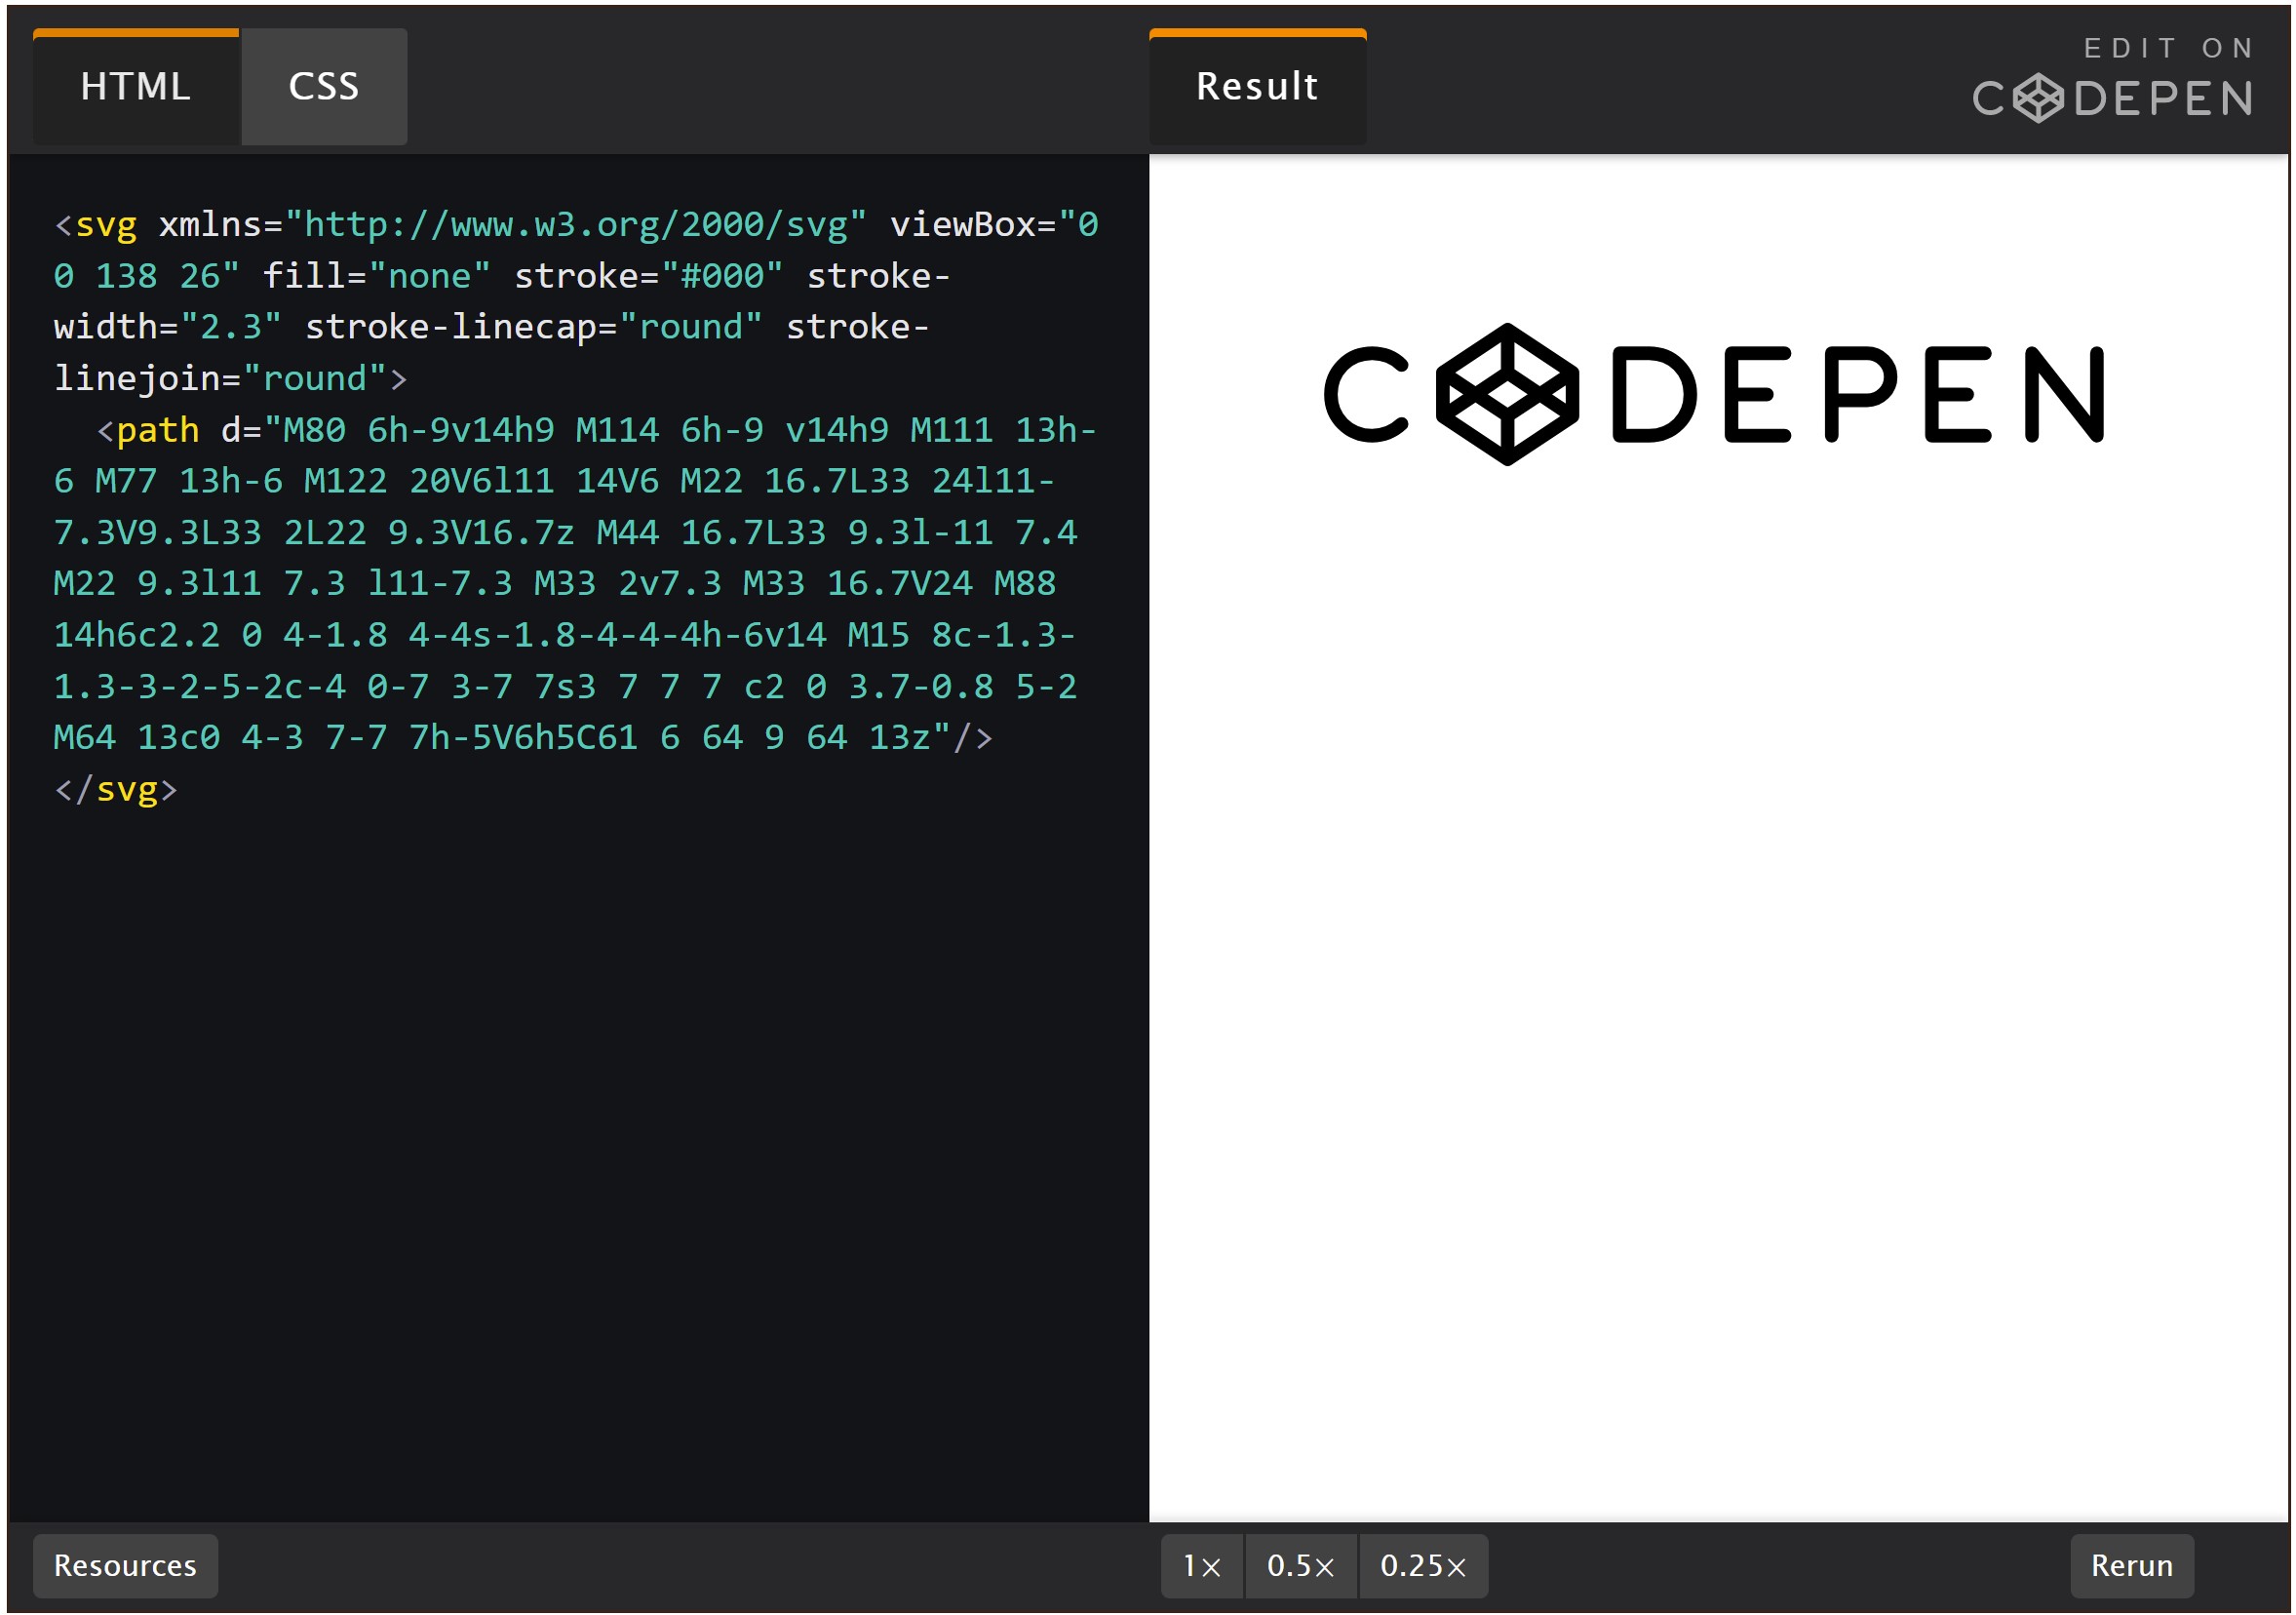 HTML
CSS
Result
EDIT ON
CODEPEN
<svg xmlns="http://www.w3.org/2000/svg" viewBox="0
0 138 26" fill="none" stroke="#000" stroke-
width="2.3" stroke-linecap="round" stroke-
linejoin="round">
<path d="M80 6h-9v14h9 M114 6h-9 v14h9 M111 13h-
6 M77 13h-6 M122 20V6l11 14V6 M22 16.7L33 24l11-
7.3V9.3L33 2L22 9.3V16.7z M44 16.7L33 9.3l-11 7.4
M22 9.3l11 7.3 l11-7.3 M33 2v7.3 M33 16.7V24 M88
14h6c2.2 0 4-1.8 4-4s-1.8-4-4-4h-6v14 M15 8c-1.3-
1.3-3-2-5-2c-4 0-7 3-7 7s3 7 7 7 c2 0 3.7-0.8 5-2
M64 13c0 4-3 7-7 7h-5V6h5C61 6 64 9 64 13z"/>
</svg>
CODEPEN
Resources
1×
0.5×
0.25×
Rerun